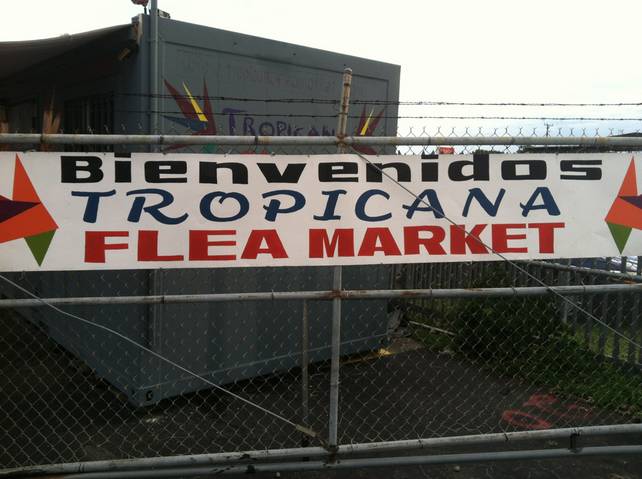 TROPICANA
Bienvenidos
TROPICANA
FLEA MARKET